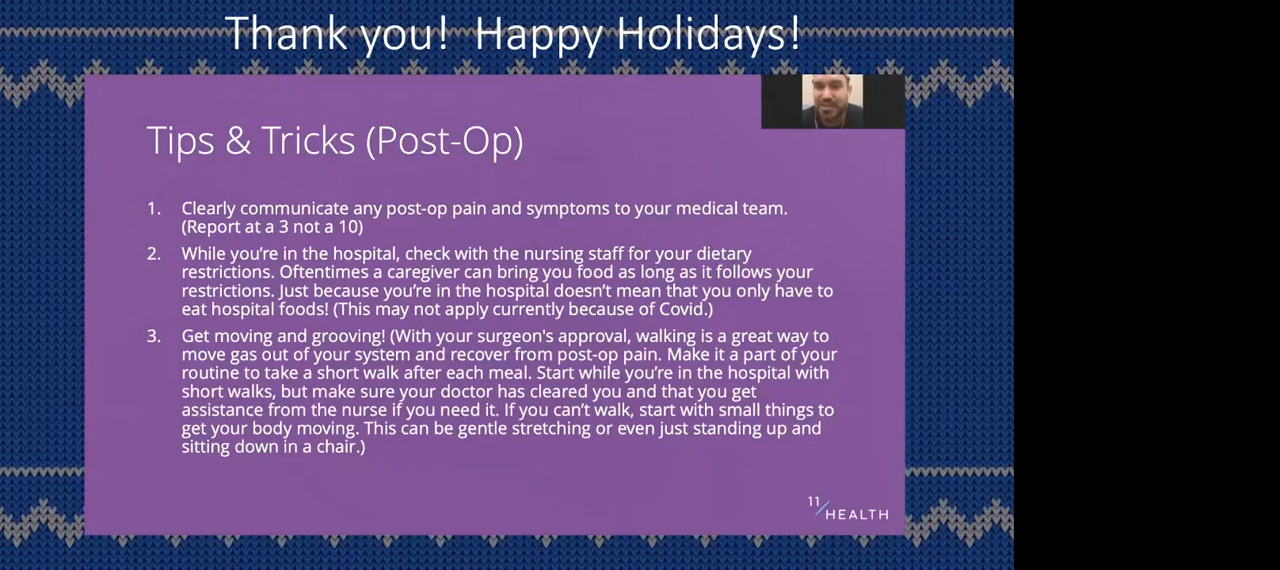 Thank you!  Happy Holidays!
Tips & Tricks (Post-Op)
1. Clearly communicate any post-op pain and symptoms to your medical team.
(Report at a 3 not a 10)
2. While you’re in the hospital, check with the nursing staff for your dietary
restrictions. Oftentimes a caregiver can bring you food as long as it follows your
restrictions. Just because you’re in the hospital doesn’t mean that you only have to
eat hospital foods! (This may not apply currently because of Covid.)
3. Get moving and grooving! (With your surgeon's approval, walking is a great way to
move gas out of your system and recover from post-op pain. Make it a part of your
routine to take a short walk after each meal. Start while you’re in the hospital with
short walks, but make sure your doctor has cleared you and that you get
assistance from the nurse if you need it. If you can’t walk, start with small things to
get your body moving. This can be gentle stretching or even just standing up and
sitting down in a chair.)
11/HEALTH